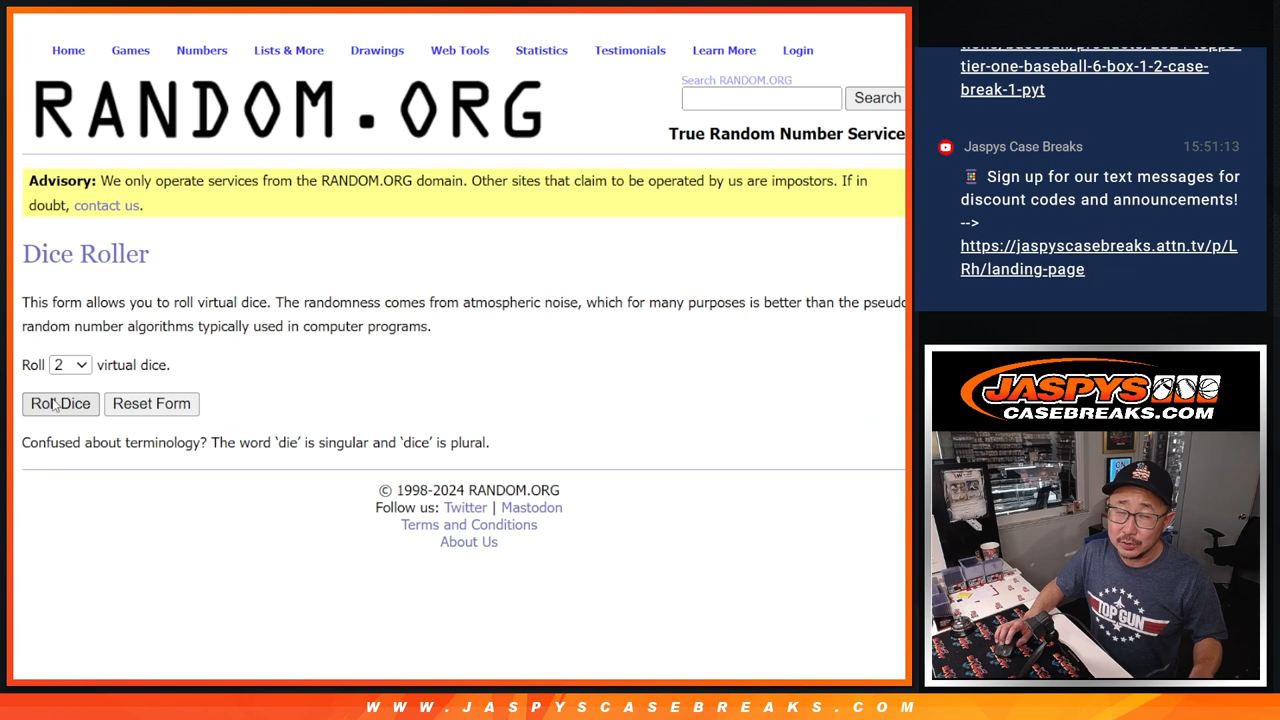 Home Games Numbers Lists & More Drawings Web Tools Statistics Testimonials Learn More Login
RANDOM.ORG
Search RANDOM.ORG
Search
True Random Number Service
Advisory: We only operate services from the RANDOM.ORG domain. Other sites that claim to be operated by us are impostors. If in
doubt, contact us.
Dice Roller
This form allows you to roll virtual dice. The randomness comes from atmospheric noise, which for many purposes is better than the pseudo
random number algorithms typically used in computer programs.
Roll 2 virtual dice.
Roll Dice Reset Form
Confused about terminology? The word ‘die’ is singular and ‘dice’ is plural.
© 1998-2024 RANDOM.ORG
Follow us: Twitter | Mastodon
Terms and Conditions
About Us
tier-one-baseball-6-box-1-2-case-
break-1-pyt
Jaspys Case Breaks 15:51:13
Sign up for our text messages for
discount codes and announcements!
-->
https://jaspyscasebreaks.attn.tv/p/L
Rh/landing-page
JASPYS
CASEBREAKS.COM
TOP GUN
WWW.JASPYSCASEBREAKS.COM